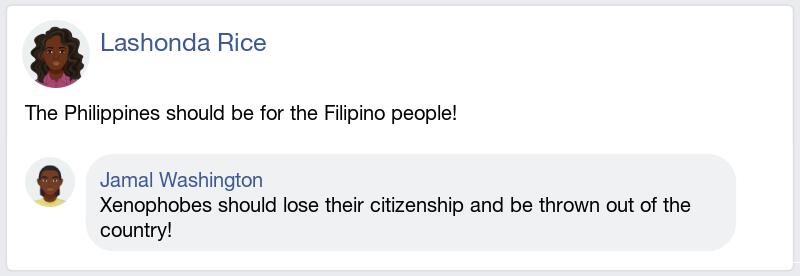 Lashonda Rice
The Philippines should be for the Filipino people!
Jamal Washington
Xenophobes should lose their citizenship and be thrown out of the
country!